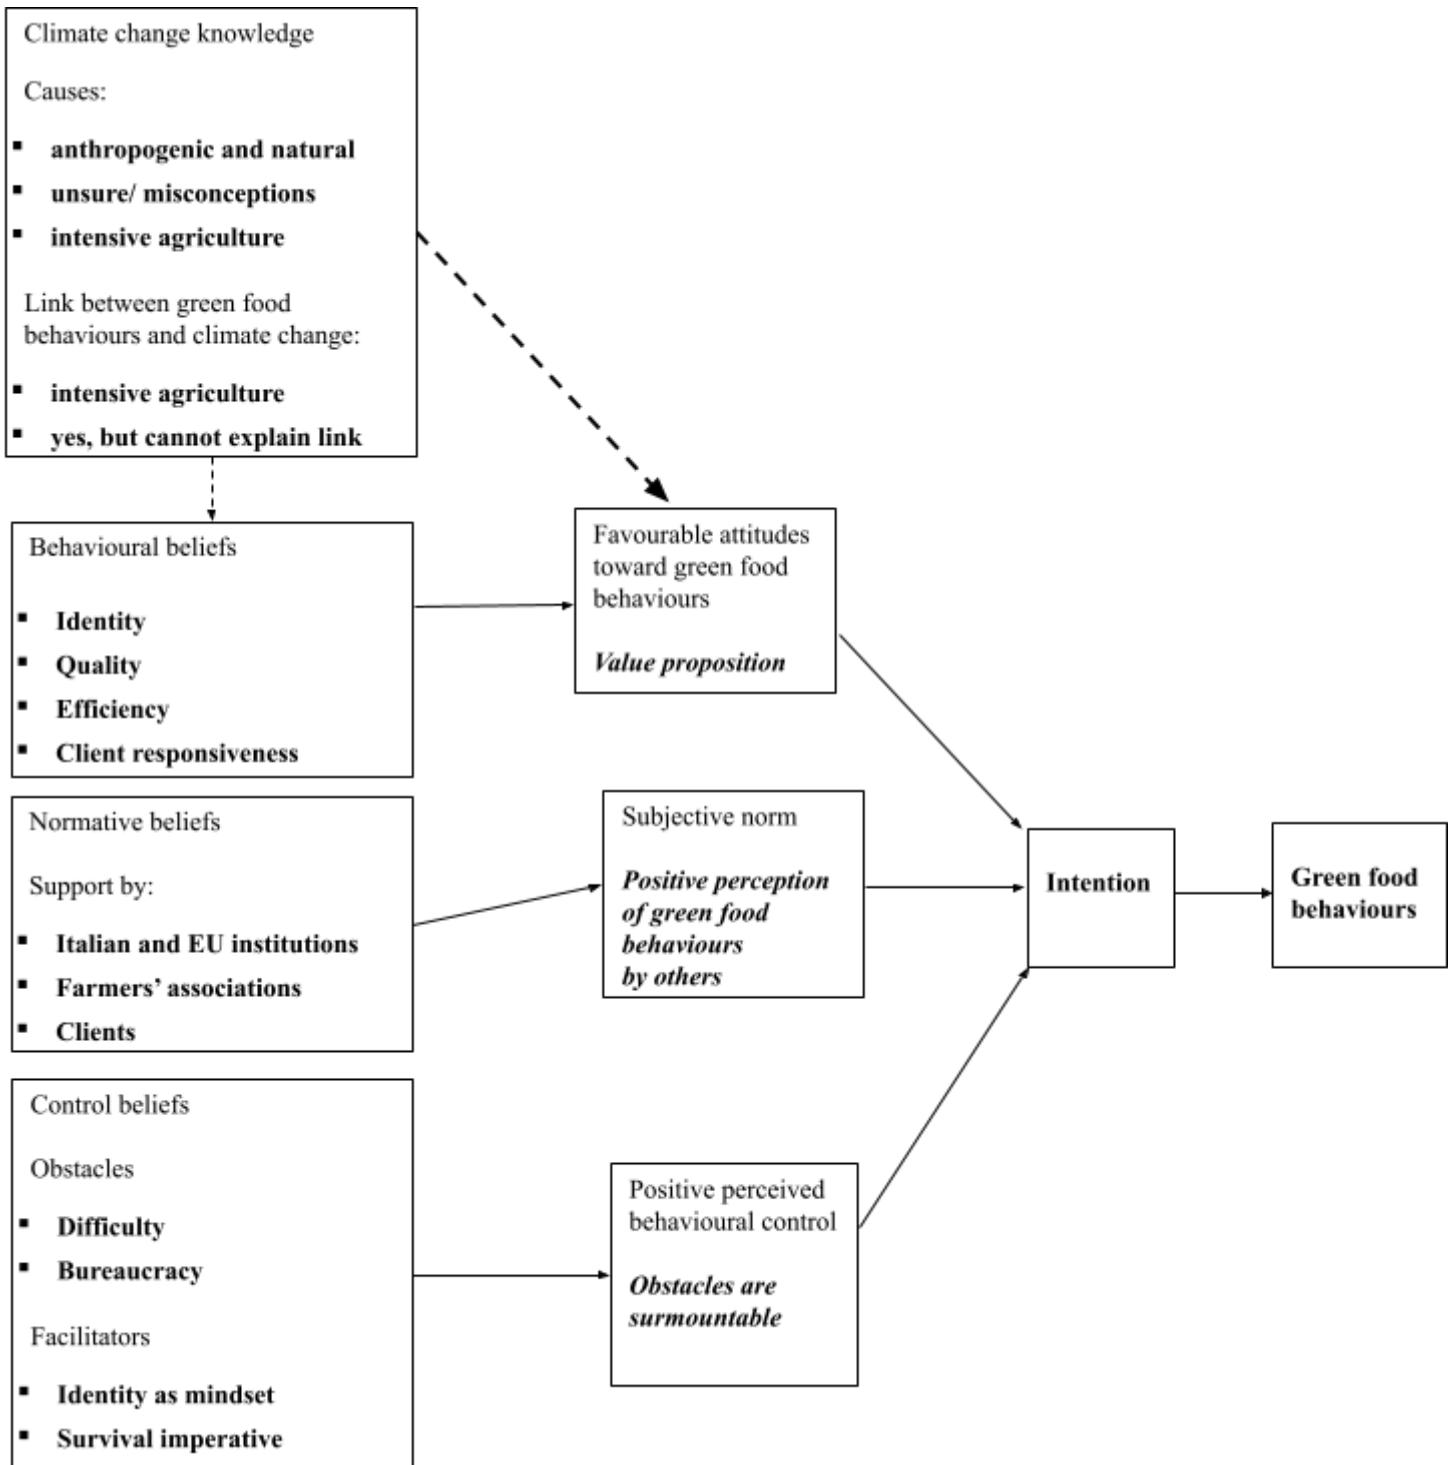 Climate change knowledge
Causes:
▪ anthropogenic and natural
▪ unsure/ misconceptions
▪ intensive agriculture
Link between green food
behaviours and climate change:
▪ intensive agriculture
▪ yes, but cannot explain link
Behavioural beliefs
▪ Identity
▪ Quality
▪ Efficiency
▪ Client responsiveness
Favourable attitudes
toward green food
behaviours
Value proposition
Normative beliefs
Support by:
▪ Italian and EU institutions
▪ Farmers’ associations
▪ Clients
Subjective norm
Positive perception
of green food
behaviours
by others
Intention
Green food
behaviours
Control beliefs
Obstacles
▪ Difficulty
▪ Bureaucracy
Facilitators
▪ Identity as mindset
▪ Survival imperative
Positive perceived
behavioural control
Obstacles are
surmountable